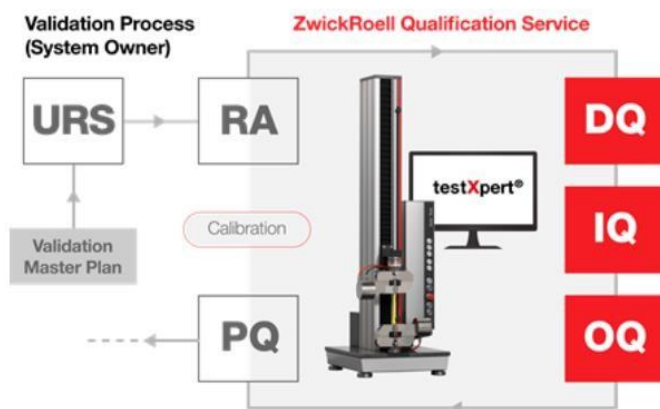 Validation Process
(System Owner)
ZwickRoell Qualification Service
URS
RA
DQ
testXpert®
IQ
Calibration
Validation
Master Plan
PQ
OQ